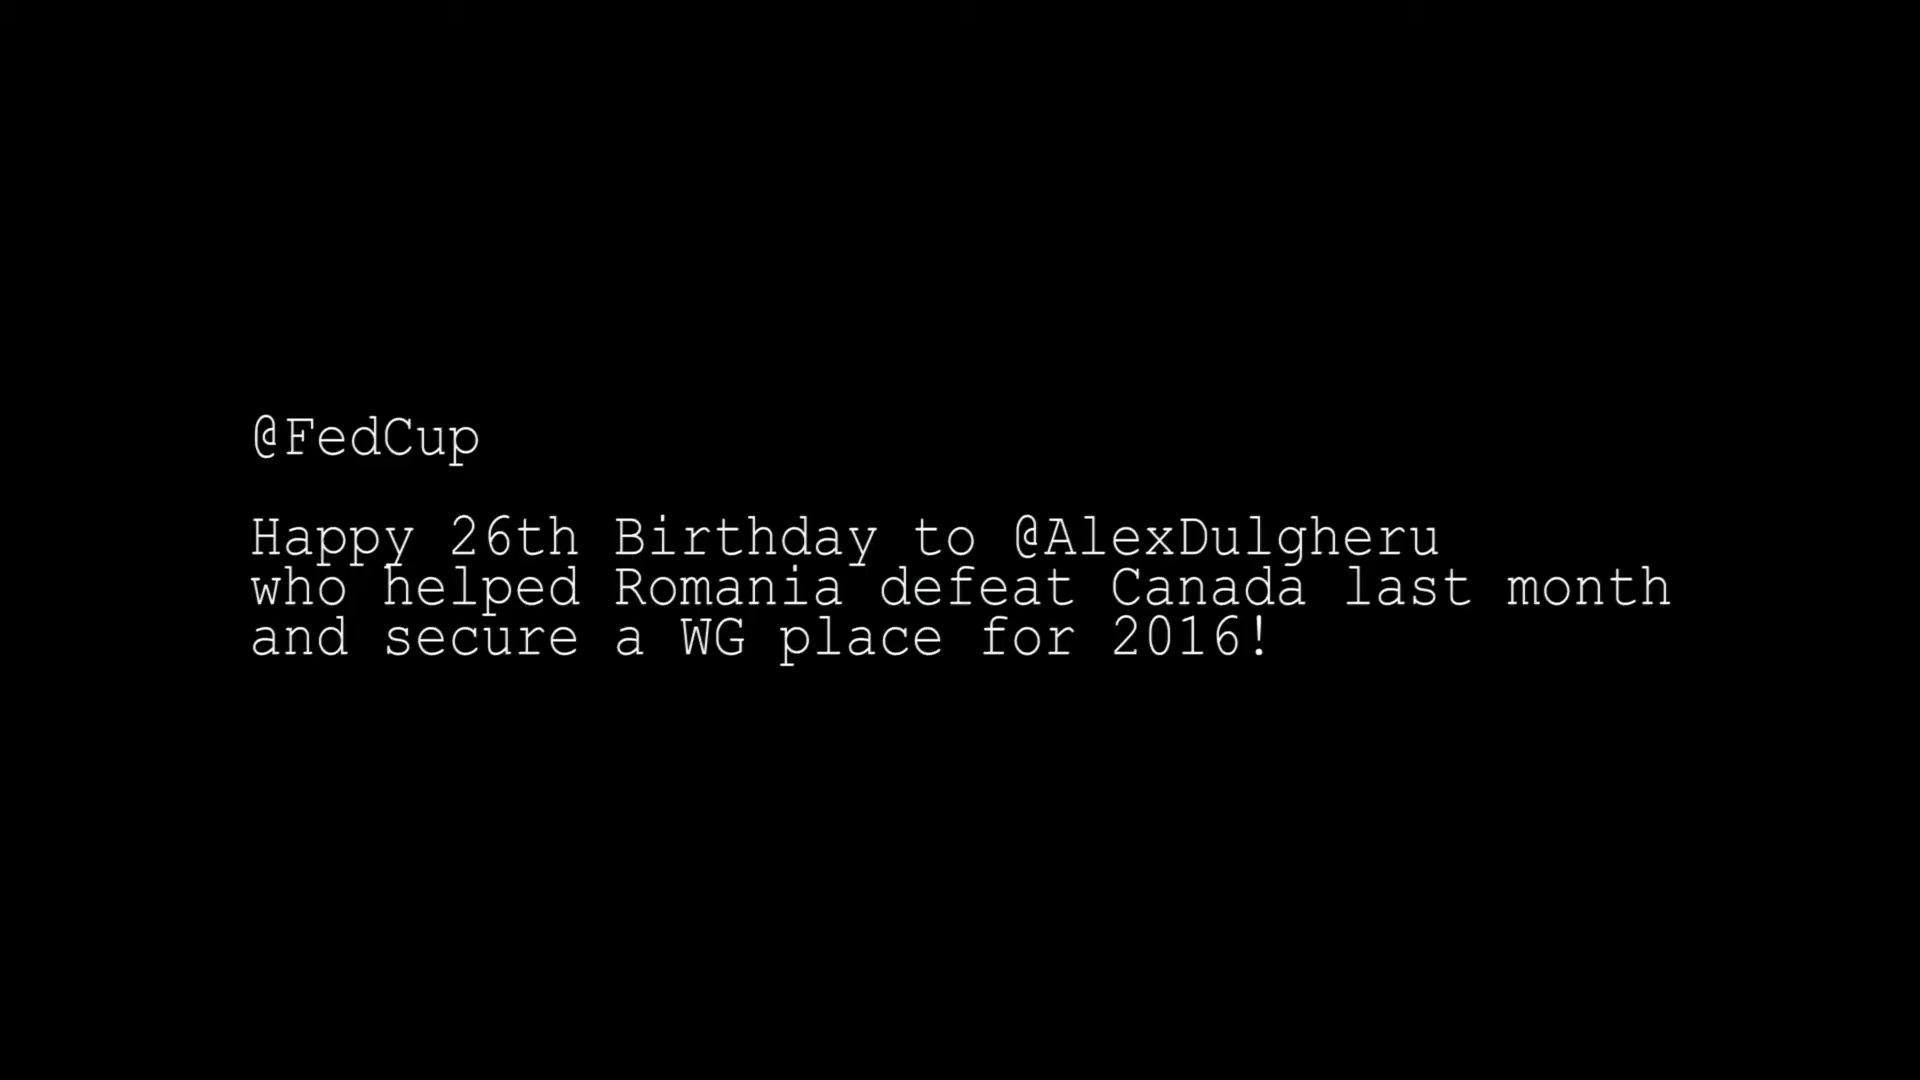 @FedCup
Happy 26th Birthday to @AlexDulgheru
who helped Romania defeat Canada last month
and secure a WG place for 2016!